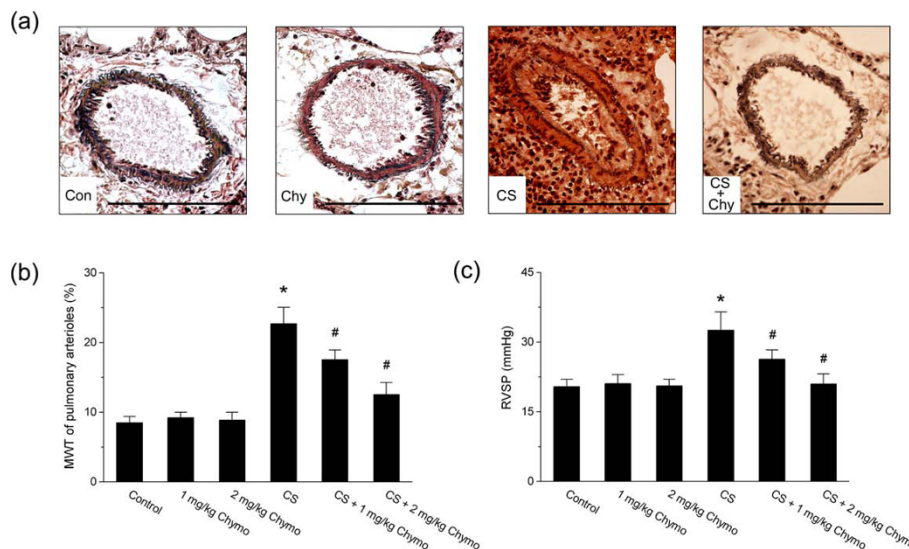 (a)
Con
Chy
CS
CS
+
Chy
(b)
MWT of pulmonary arterioles (%)
30
20
10
0
*
#
#
Control
1 mg/kg Chymo
2 mg/kg Chymo
CS
CS + 1 mg/kg Chymo
CS + 2 mg/kg Chymo
(c)
RVSP (mmHg)
45
30
15
0
*
#
#
Control
1 mg/kg Chymo
2 mg/kg Chymo
CS
CS + 1 mg/kg Chymo
CS + 2 mg/kg Chymo